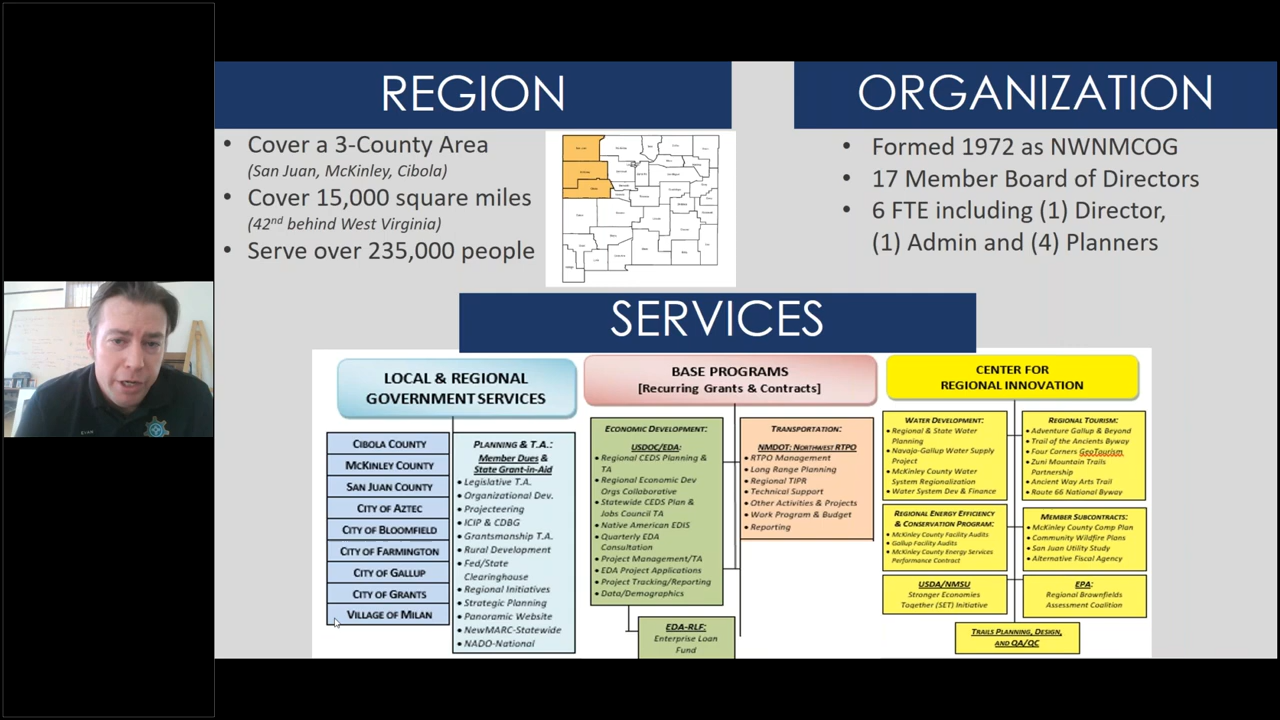 REGION
• Cover a 3-County Area
(San Juan, McKinley, Cibola)
• Cover 15,000 square miles
(42nd behind West Virginia)
• Serve over 235,000 people
ORGANIZATION
• Formed 1972 as NWNMCOG
• 17 Member Board of Directors
• 6 FTE including (1) Director,
(1) Admin and (4) Planners
SERVICES
LOCAL & REGIONAL
GOVERNMENT SERVICES
CIBOLA COUNTY
MCKINLEY COUNTY
SAN JUAN COUNTY
CITY OF AZTEC
CITY OF BLOOMFIELD
CITY OF FARMINGTON
CITY OF GALLUP
CITY OF GRANTS
VILLAGE OF MILAN
PLANNING & T.A.:
Member Dues &
State Grant-in-Aid
• Legislative T.A.
• Organizational Dev.
• Projecteering
• ICIP & CDBG
• Grantsmanship T.A.
• Rural Development
• Fed/State
Clearinghouse
• Regional Initiatives
• Strategic Planning
• Panoramic Website
• NewMARC-Statewide
• NADO-National
BASE PROGRAMS
[Recurring Grants & Contracts]
ECONOMIC DEVELOPMENT:
USDOC/EDA:
• Regional CEDS Planning &
TA
• Regional Economic Dev
Orgs Collaborative
• Statewide CEDS Plan &
Jobs Council TA
• Native American EDIS
• Quarterly EDA
Consultation
• Project Management/TA
• EDA Project Applications
• Project Tracking/Reporting
• Data/Demographics
EDA-RLF:
Enterprise Loan
Fund
TRANSPORTATION:
NMDOT: NORTHWEST RTPO
• RTPO Management
• Long Range Planning
• Regional TIPR
• Technical Support
• Other Activities & Projects
• Work Program & Budget
• Reporting
CENTER FOR
REGIONAL INNOVATION
WATER DEVELOPMENT:
• Regional & State Water
Planning
• Navajo-Gallup Water Supply
Project
• McKinley County Water
System Regionalization
• Water System Dev & Finance
REGIONAL TOURISM:
• Adventure Gallup & Beyond
• Trail of the Ancients Byway
• Four Corners GeoTourism
• Zuni Mountain Trails
Partnership
• Ancient Way Arts Trail
• Route 66 National Byway
REGIONAL ENERGY EFFICIENCY
& CONSERVATION PROGRAM:
• McKinley County Facility Audits
• Gallup Facility Audits
• McKinley County Energy Services
Performance Contract
MEMBER SUBCONTRACTS:
• McKinley County Comp Plan
• Community Wildfire Plans
• San Juan Utility Study
• Alternative Fiscal Agency
USDA/NMSU
Stronger Economies
Together (SET) Initiative
EPA:
Regional Brownfields
Assessment Coalition
TRAILS PLANNING, DESIGN,
AND QA/QC